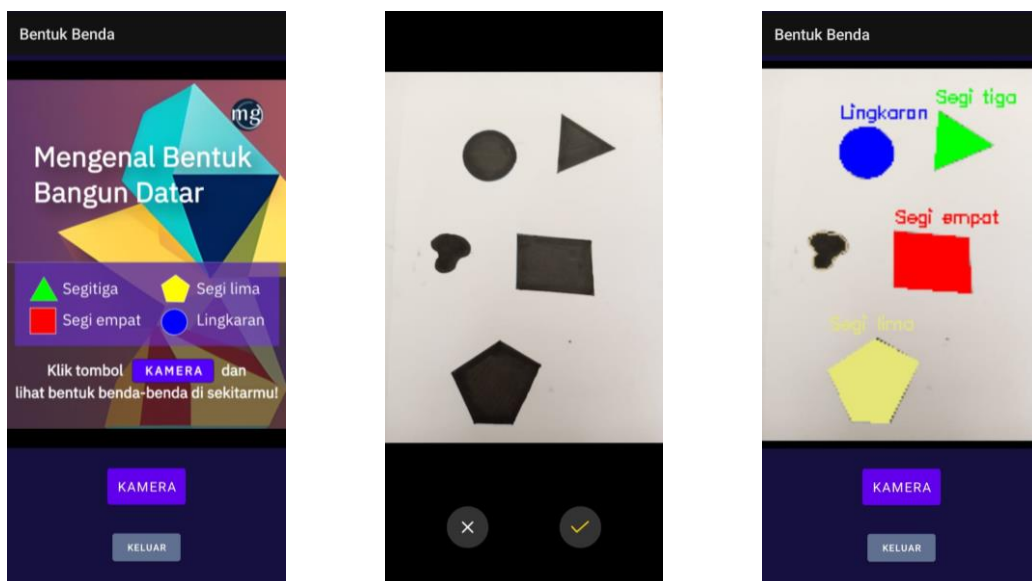 Bentuk Benda
mg
Mengenal Bentuk
Bangun Datar
Segitiga
Segi lima
Segi empat
Lingkaran
Klik tombol KAMERA dan
lihat bentuk benda-benda di sekitarmu!
KAMERA
KELUAR
Bentuk Benda
Segi tiga
Lingkaran
Segi empat
Segi lima
KAMERA
KELUAR